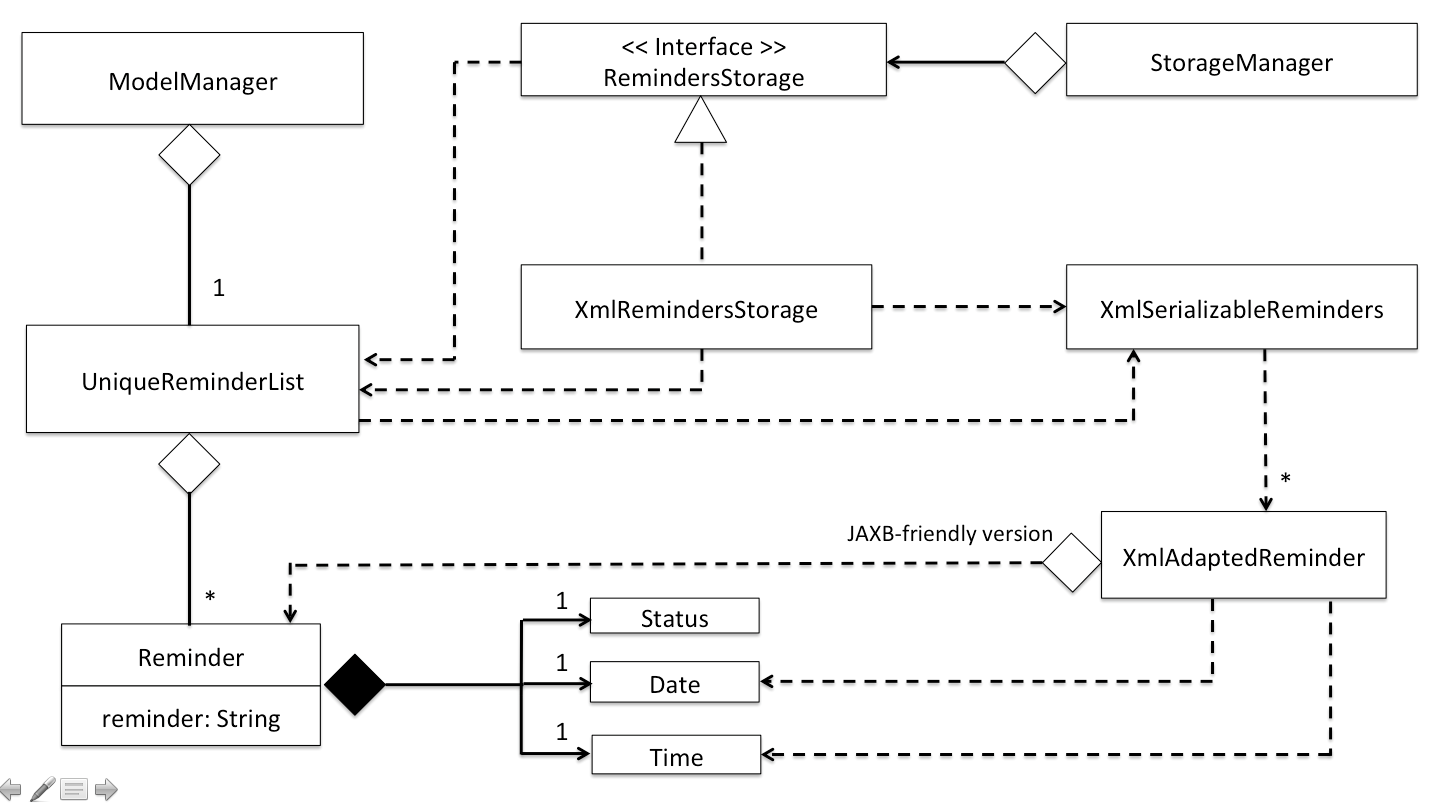 << Interface >>
RemindersStorage
StorageManager
ModelManager
1
XmlRemindersStorage
XmlSerializableReminders
UniqueReminderList
*
JAXB-friendly version
XmlAdaptedReminder
*
1
Status
Reminder
1
Date
reminder: String
1
Time